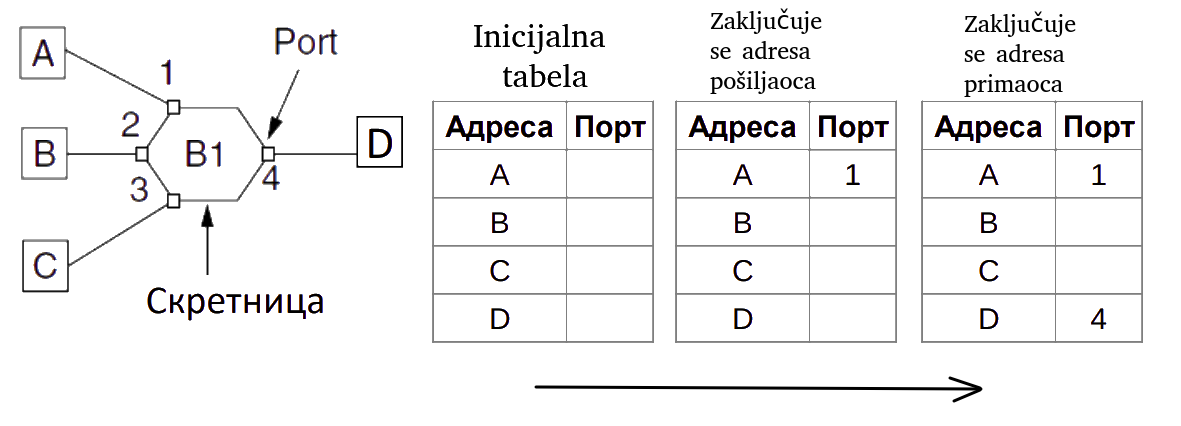 A
B
C
1
2
3
B1
4
Port
D
Скретница
Inicijalna
tabela
Адреса Порт
A
B
C
D
Zaključuje
se adresa
pošiljaoca
Адреса Порт
A 1
B
C
D
Zaključuje
se adresa
primaoca
Адреса Порт
A 1
B
C
D 4